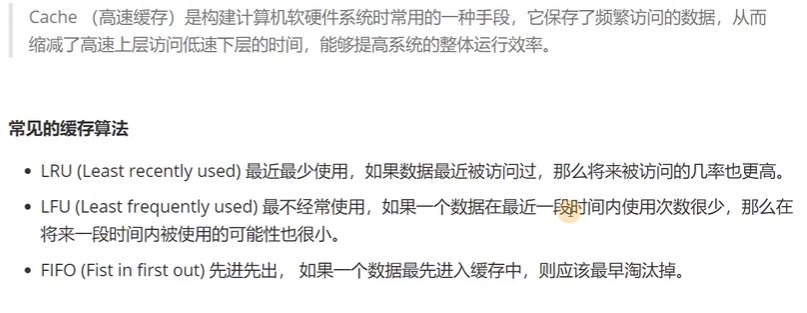 Cache （高速缓存）是构建计算机软硬件系统时常用的一种手段，它保存了频繁访问的数据，从而
缩减了高速上层访问低速下层的时间，能够提高系统的整体运行效率。
常见的缓存算法
• LRU (Least recently used) 最近最少使用，如果数据最近被访问过，那么将来被访问的几率也更高。
• LFU (Least frequently used) 最不经常使用，如果一个数据在最近一段时间内使用次数很少，那么在
将来一段时间内被使用的可能性也很小。
• FIFO (Fist in first out) 先进先出， 如果一个数据最先进入缓存中，则应该最早淘汰掉。